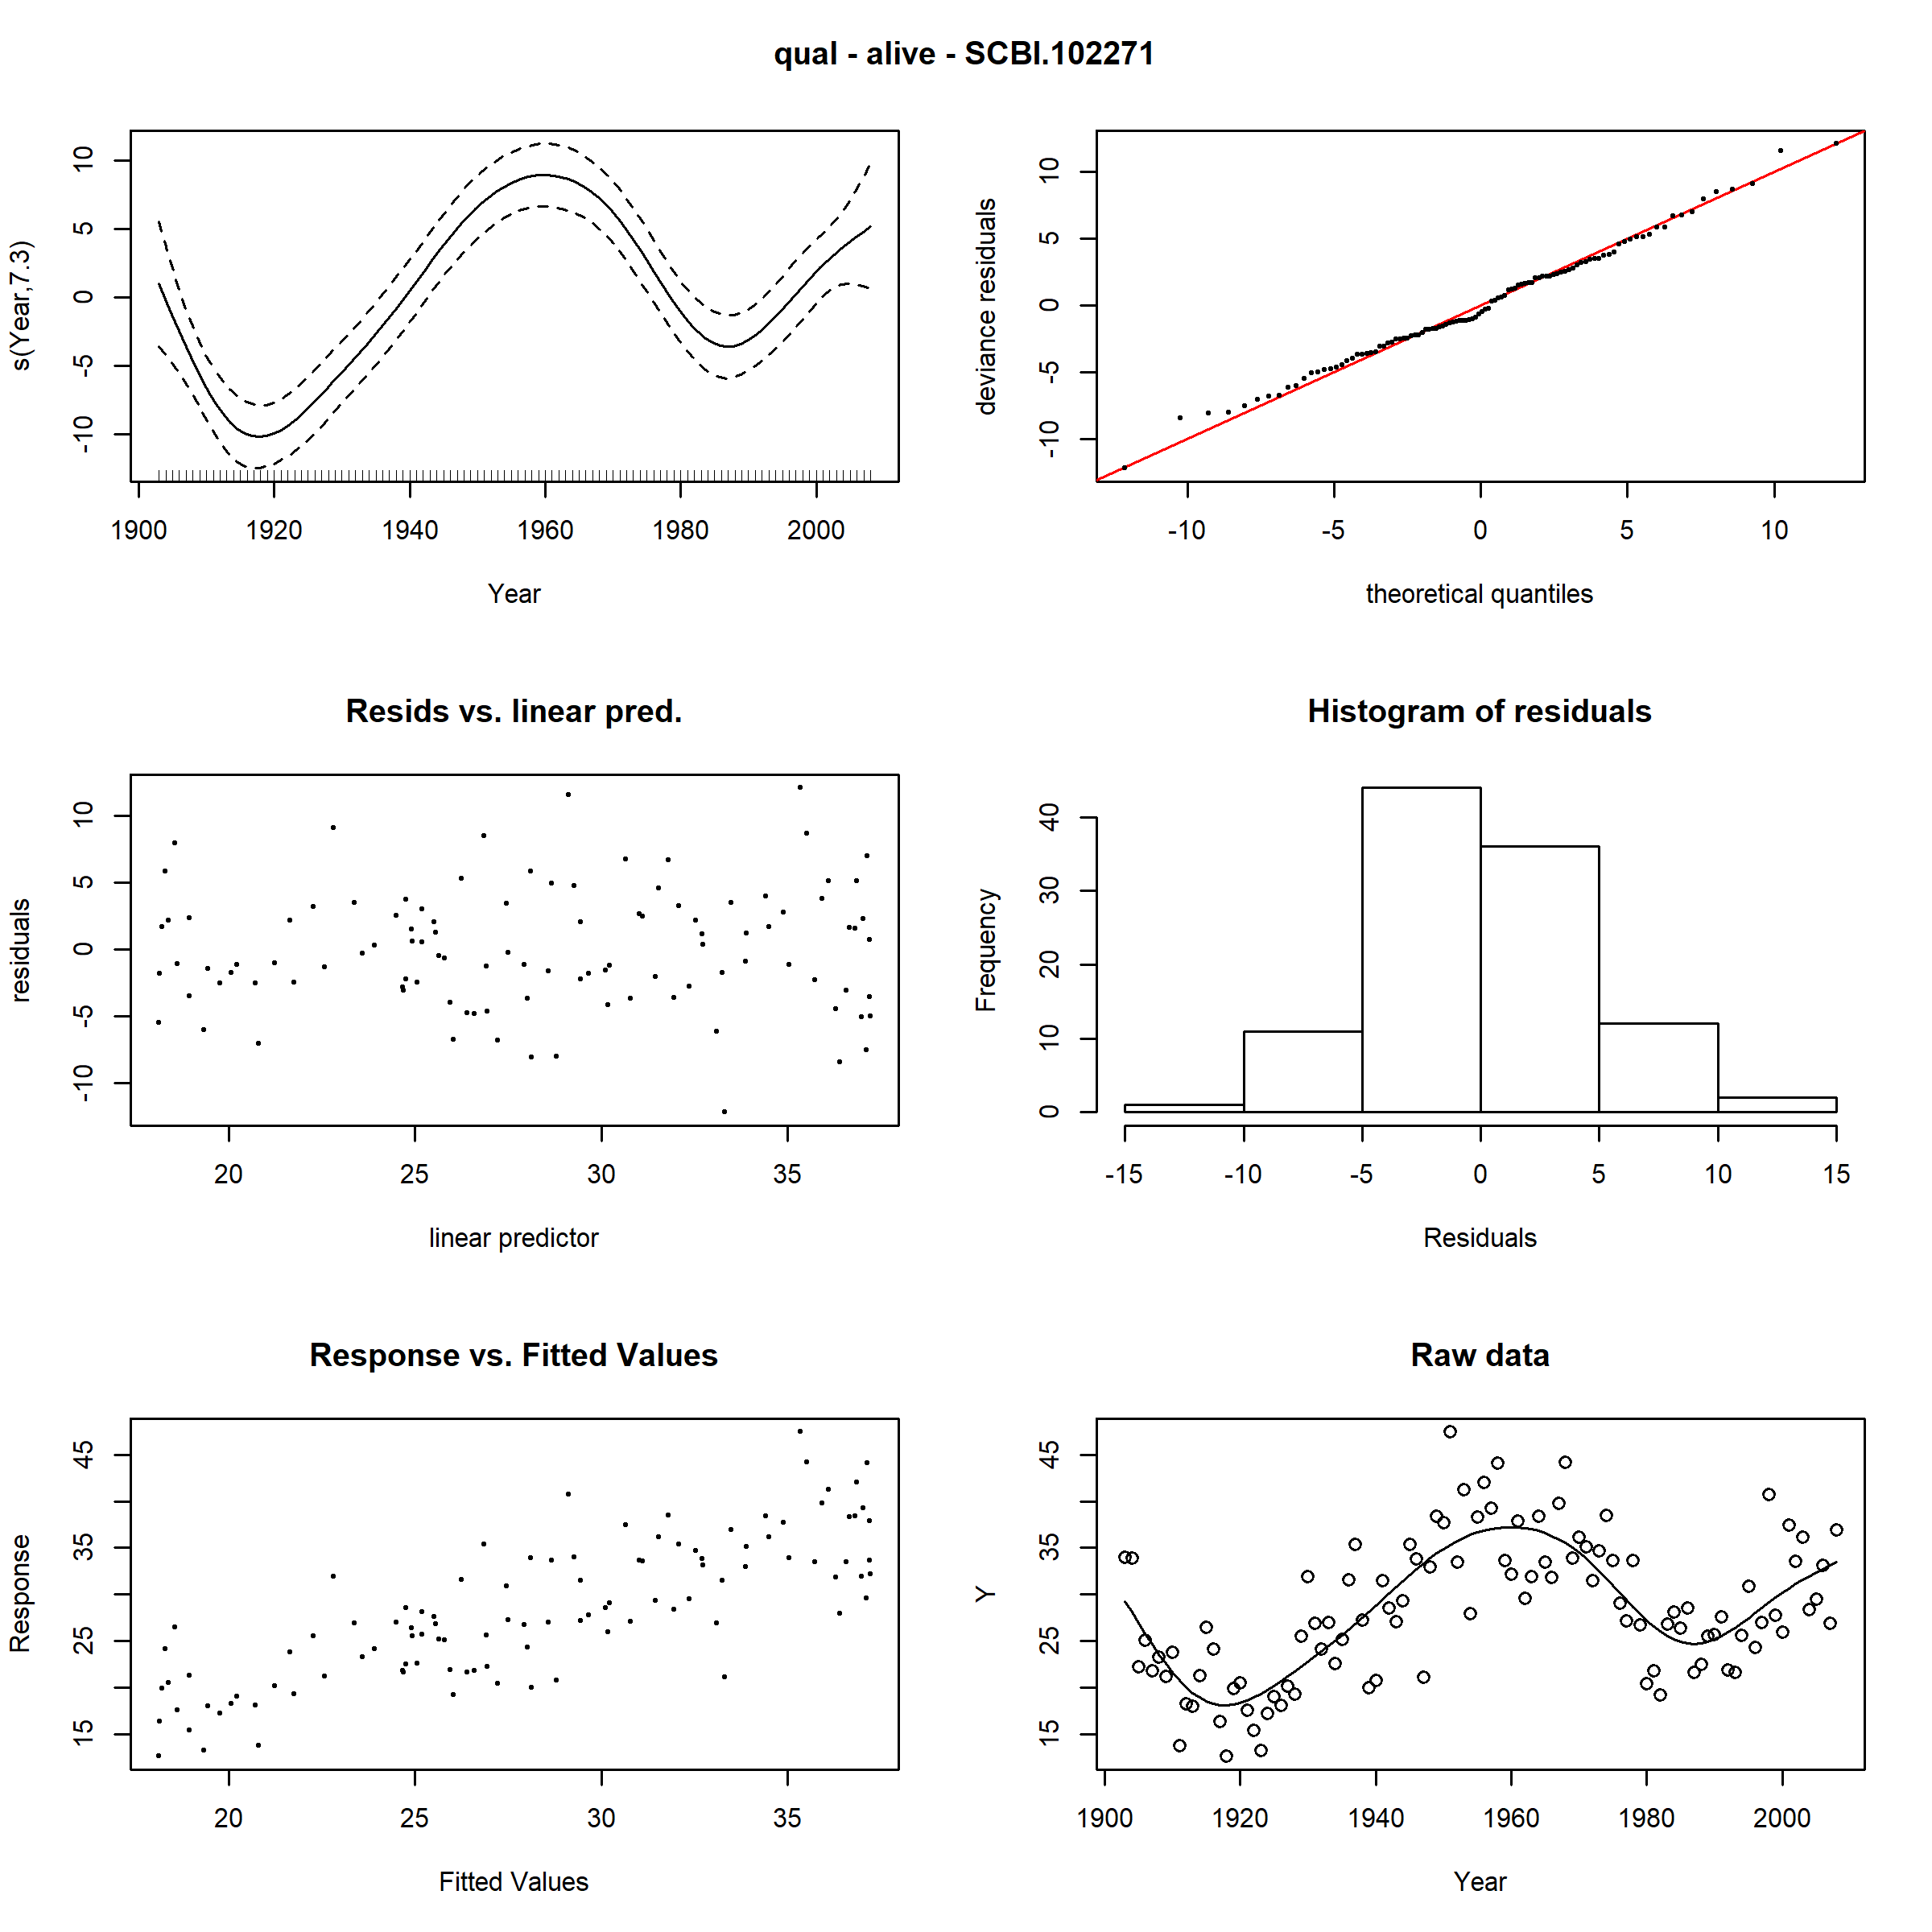 qual - alive - SCBI.102271
s(Year,7.3)
10
5
0
-5
-10
1900 1920 1940 1960 1980 2000
Year
deviance residuals
10
5
0
-5
-10
-10 -5 0 5 10
theoretical quantiles
Resids vs. linear pred.
residuals
10
5
0
-5
-10
20 25 30 35
linear predictor
Histogram of residuals
Frequency
40
30
20
10
0
-15 -10 -5 0 5 10 15
Residuals
Response vs. Fitted Values
Response
45
35
25
15
20 25 30 35
Fitted Values
Raw data
Y
45
35
25
15
1900 1920 1940 1960 1980 2000
Year